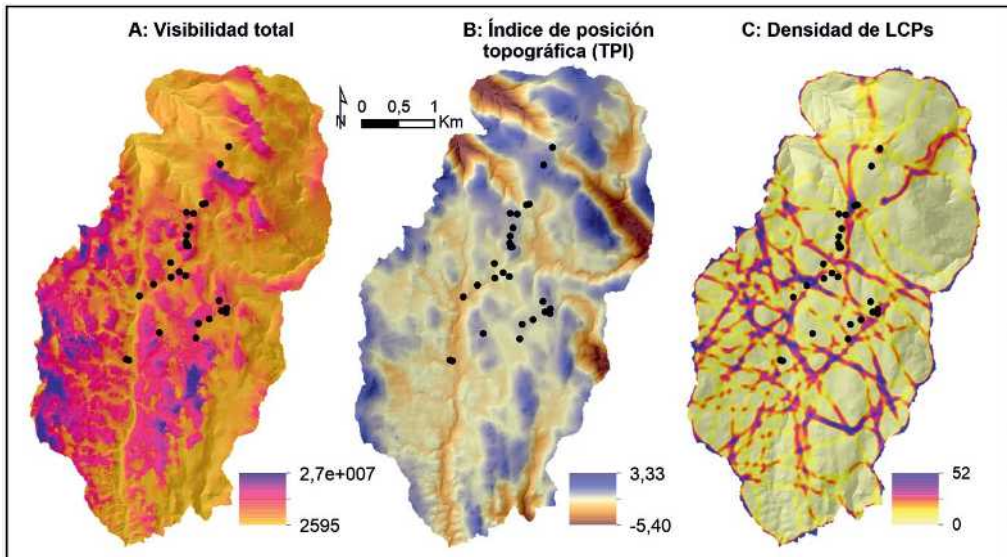 A: Visibilidad total
B: Índice de posición
topográfica (TPI)
C: Densidad de LCPs
N
0 0,5 1
Km
2,7e+007
2595
3,33
-5,40
52
0